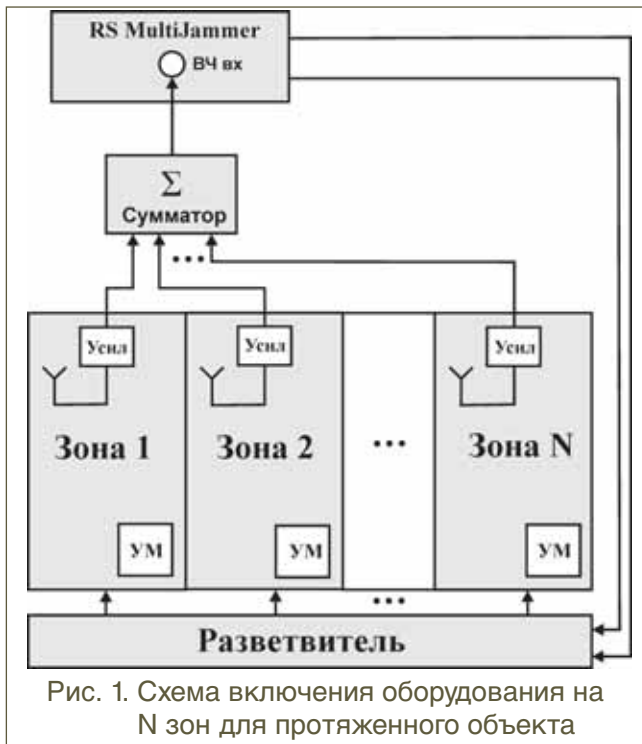 RS MultiJammer
ВЧ вх
Σ
Сумматор
•••
Усил
Усил
Усил
Зона 1
Зона 2
•••
Зона N
УМ
УМ
УМ
•••
Разветвитель
Рис. 1. Схема включения оборудования на
N зон для протяженного объекта